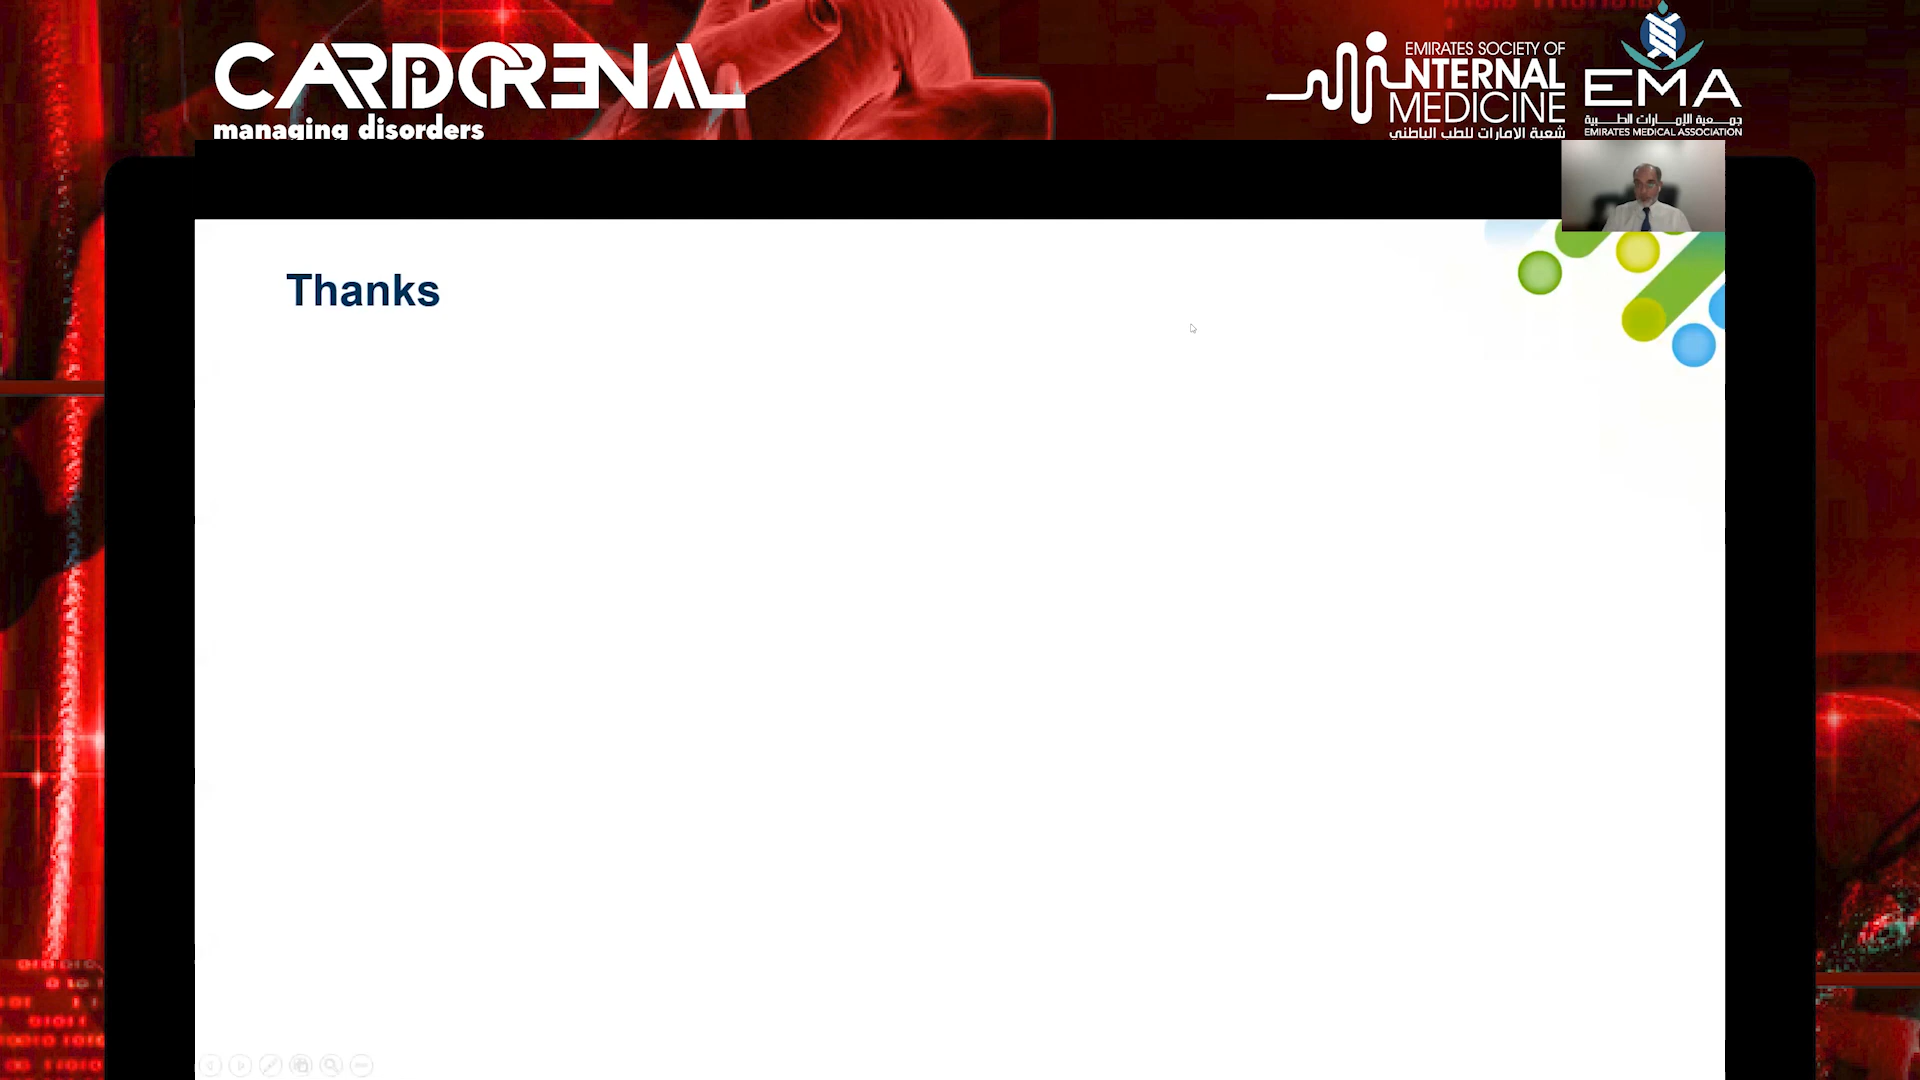 CARDIORENAL
managing disorders
EMIRATES SOCIETY OF
INTERNAL
MEDICINE
شعبة الامارات للطب الباطني
EMA
جمعية الإمارات الطبية
EMIRATES MEDICAL ASSOCIATION
Thanks